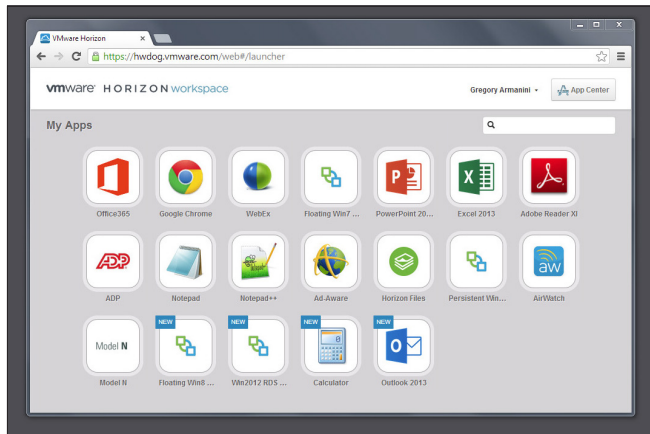 VMware Horizon
https://hwdog.vmware.com/web#/launcher
vmware HORIZON workspace
Gregory Armanini
App Center
My Apps
Office365 Google Chrome WebEx Floating Win7 ... PowerPoint 20... Excel 2013 Adobe Reader XI
ADP
aw
ADP Notepad Notepad++ Ad-Aware Horizon Files Persistent Win... AirWatch
NEW NEW NEW NEW
Model N
Model N Floating Win8 ... Win2012 RDS ... Calculator Outlook 2013